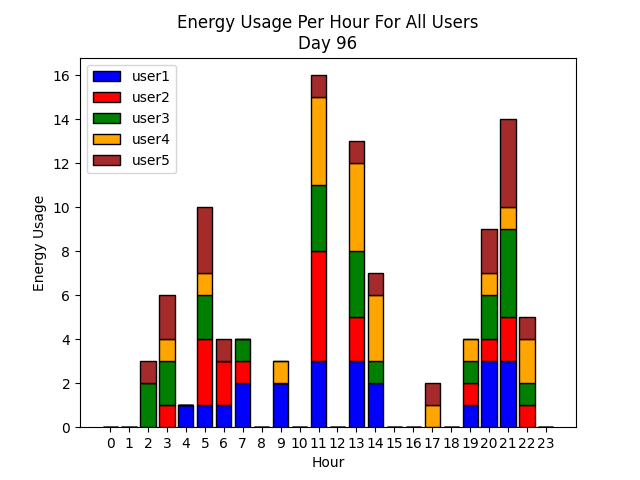 Energy Usage Per Hour For All Users
Day 96
user1
user2
user3
user4
user5
Energy Usage
16
14
12
10
8
6
4
2
0
0 1 2 3 4 5 6 7 8 9 10 11 12 13 14 15 16 17 18 19 20 21 22 23
Hour